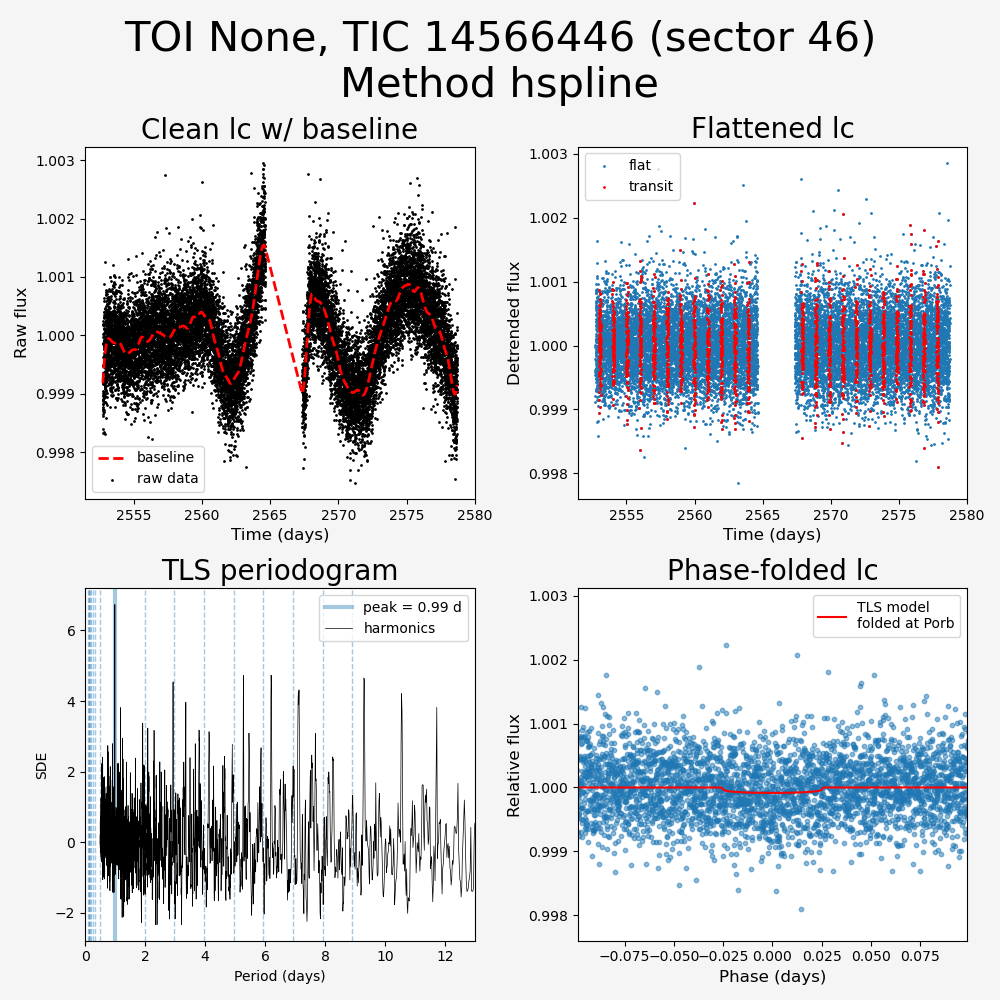 TOI None, TIC 14566446 (sector 46)
Method hspline
Clean lc w/ baseline
Raw flux
1.003
1.002
1.001
1.000
0.999
0.998
baseline
raw data
2555 2560 2565 2570 2575 2580
Time (days)
Flattened lc
Detrended flux
1.003
1.002
1.001
1.000
0.999
0.998
flat
transit
2555 2560 2565 2570 2575 2580
Time (days)
TLS periodogram
SDE
6
4
2
0
−2
peak = 0.99 d
harmonics
0 2 4 6 8 10 12
Period (days)
Phase-folded lc
Relative flux
1.003
1.002
1.001
1.000
0.999
0.998
TLS model
folded at Porb
−0.075 −0.050 −0.025 0.000 0.025 0.050 0.075
Phase (days)